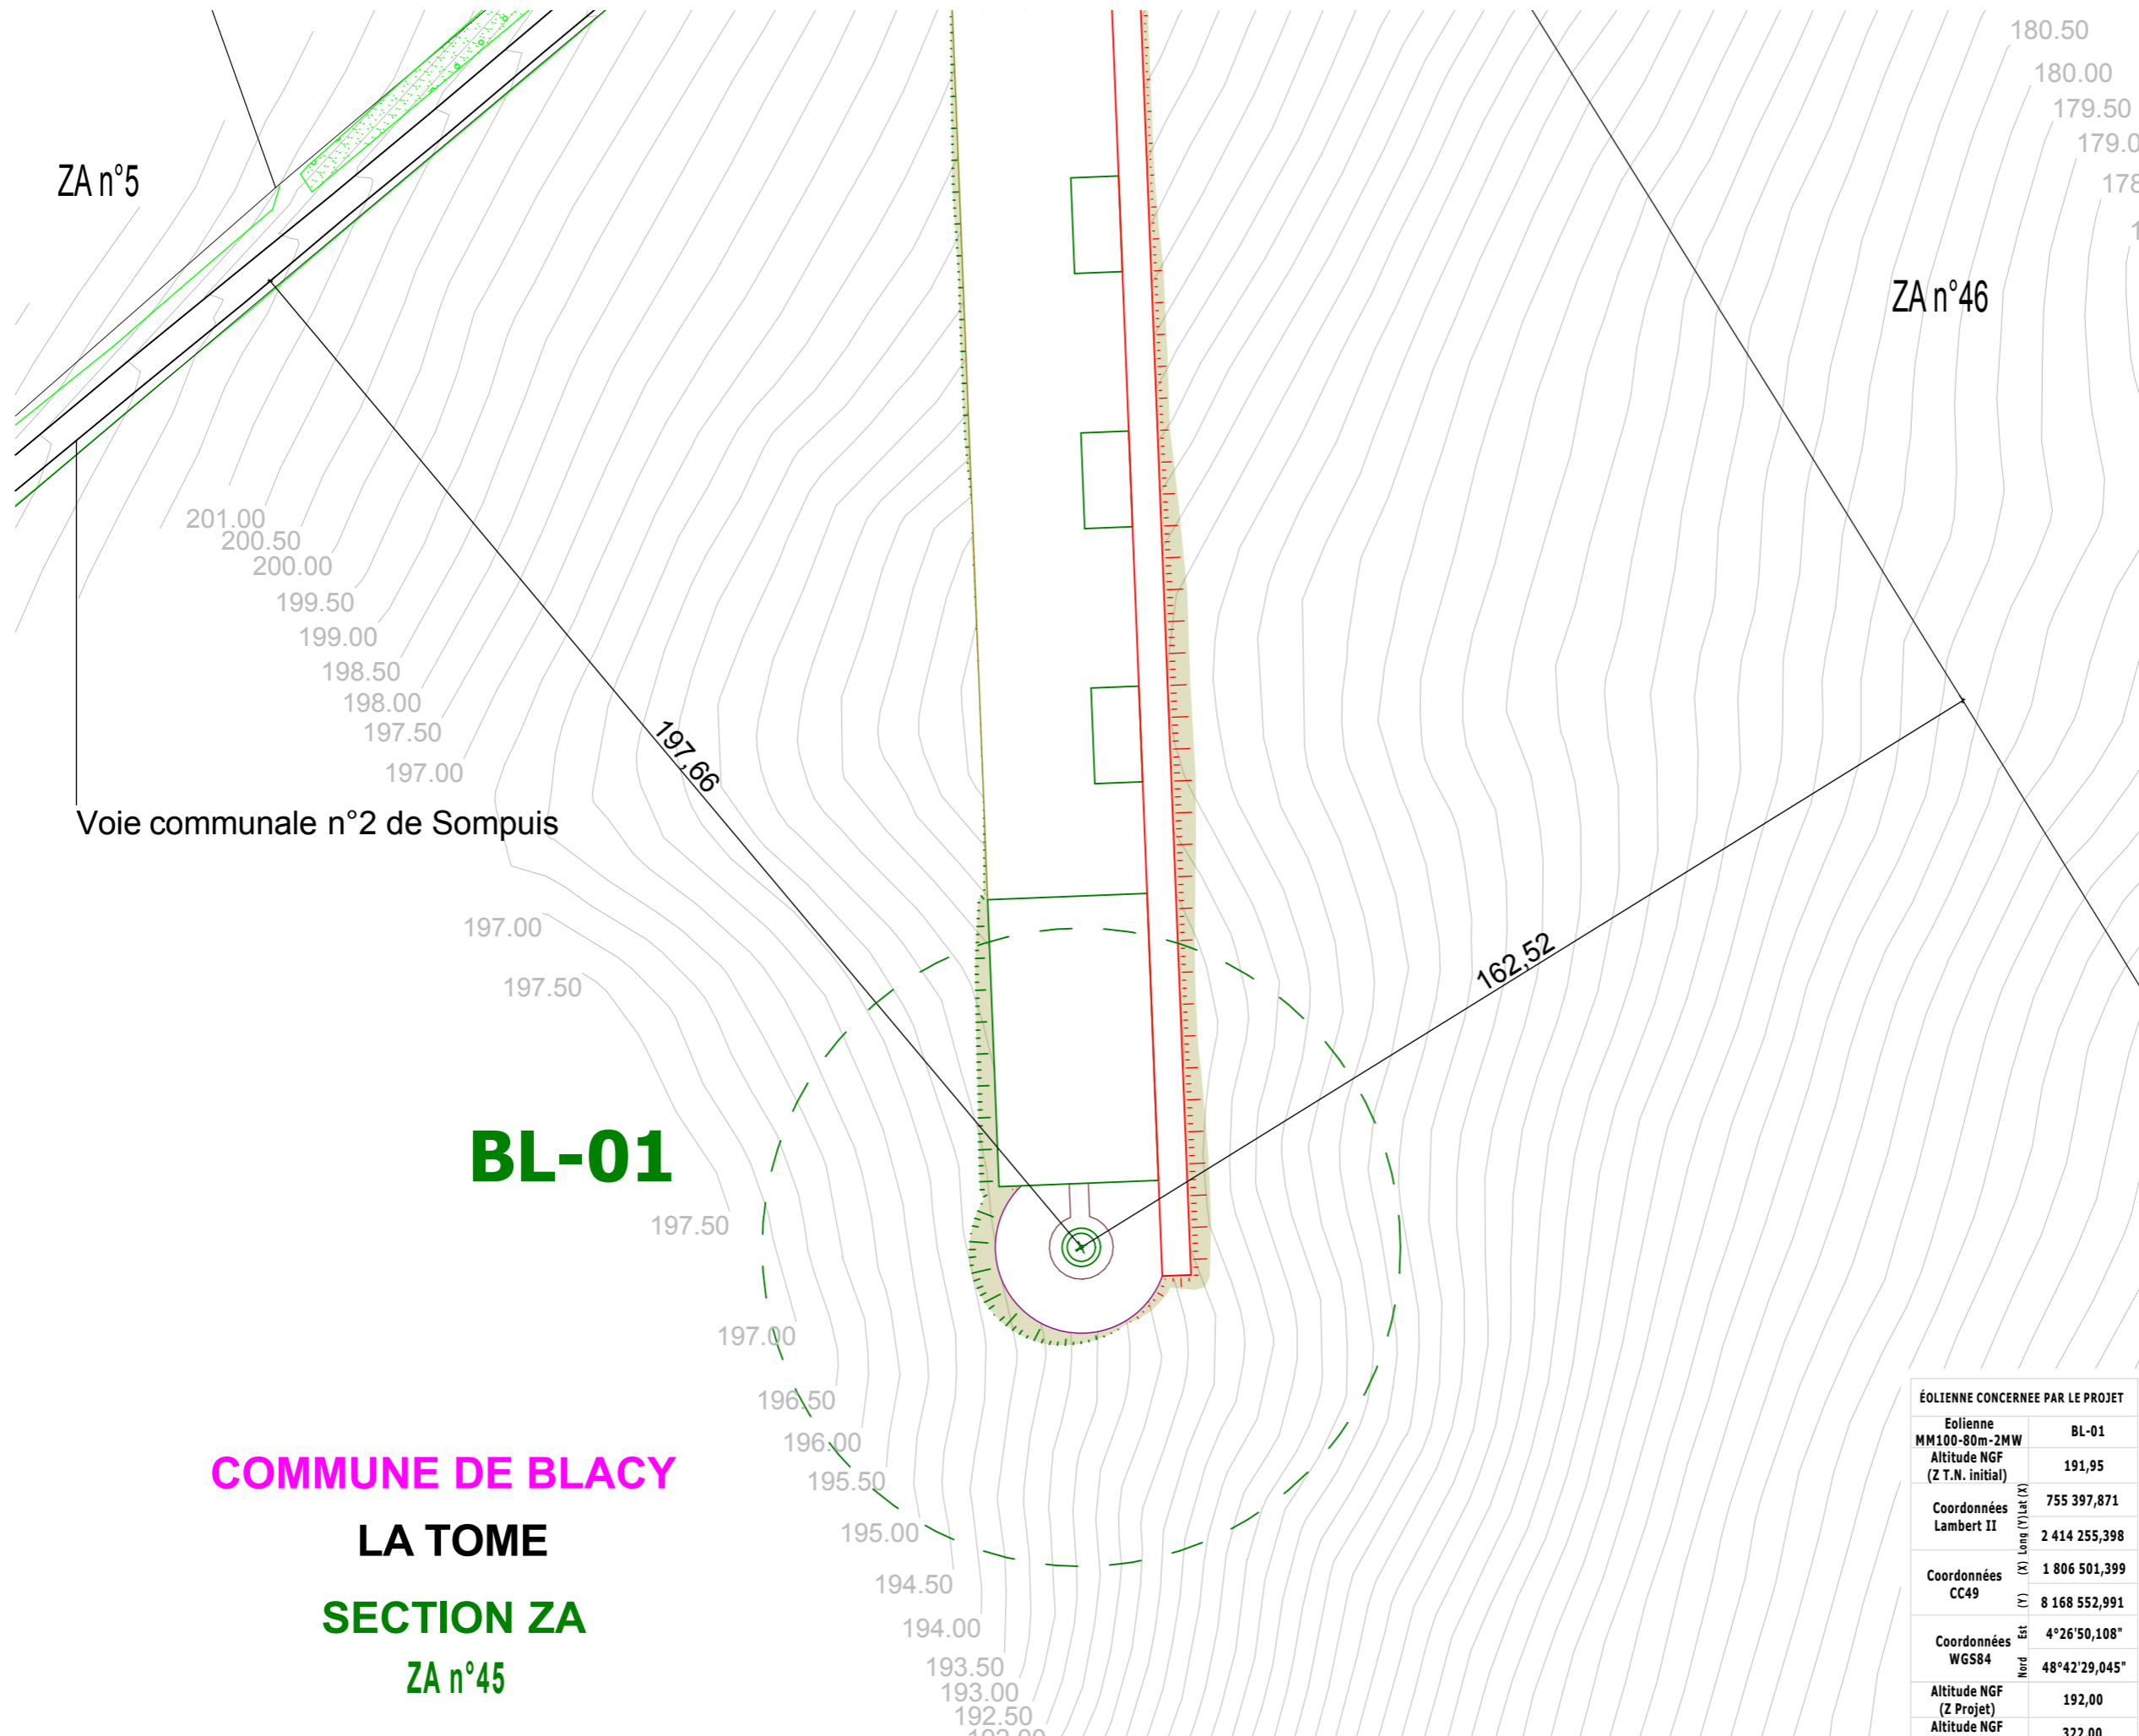 180.50
180.00
179.50
179.0
178
ZA n°5
ZA n°46
201.00
200.50
200.00
199.50
199.00
198.50
198.00
197.50
197.00
197,66
Voie communale n°2 de Sompuis
197.00
162,52
197.50
BL-01
197.50
197.00
196.50
196.00
195.50
195.00
194.50
194.00
193.50
193.00
192.50
COMMUNE DE BLACY
LA TOME
SECTION ZA
ZA n°45
ÉOLIENNE CONCERNEE PAR LE PROJET
Eolienne
MM100-80m-2MW
BL-01
Altitude NGF
(Z T.N. initial)
191,95
Coordonnées
Lambert II
Lat (X)
755 397,871
Long (Y)
2 414 255,398
Coordonnées
CC49
(X)
1 806 501,399
(Y)
8 168 552,991
Coordonnées
WGS84
Est
4°26'50,108"
Nord
48°42'29,045"
Altitude NGF
(Z Projet)
192,00
Altitude NGF
322,00